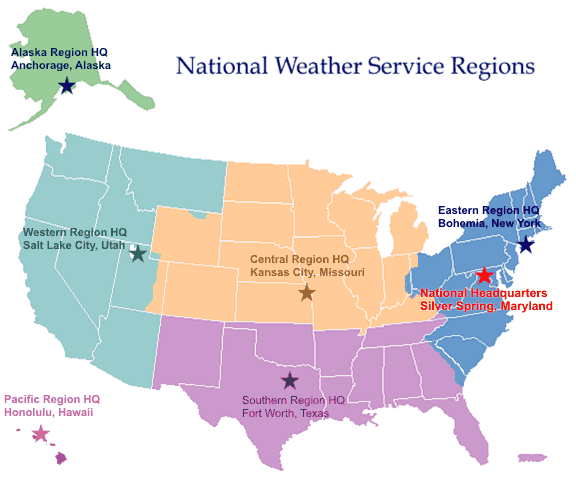 Alaska Region HQ
Anchorage, Alaska
National Weather Service Regions
Eastern Region HQ
Bohemia, New York
Western Region HQ
Salt Lake City, Utah
Central Region HQ
Kansas City, Missouri
National Headquarters
Silver Spring, Maryland
Pacific Region HQ
Honolulu, Hawaii
Southern Region HQ
Fort Worth, Texas